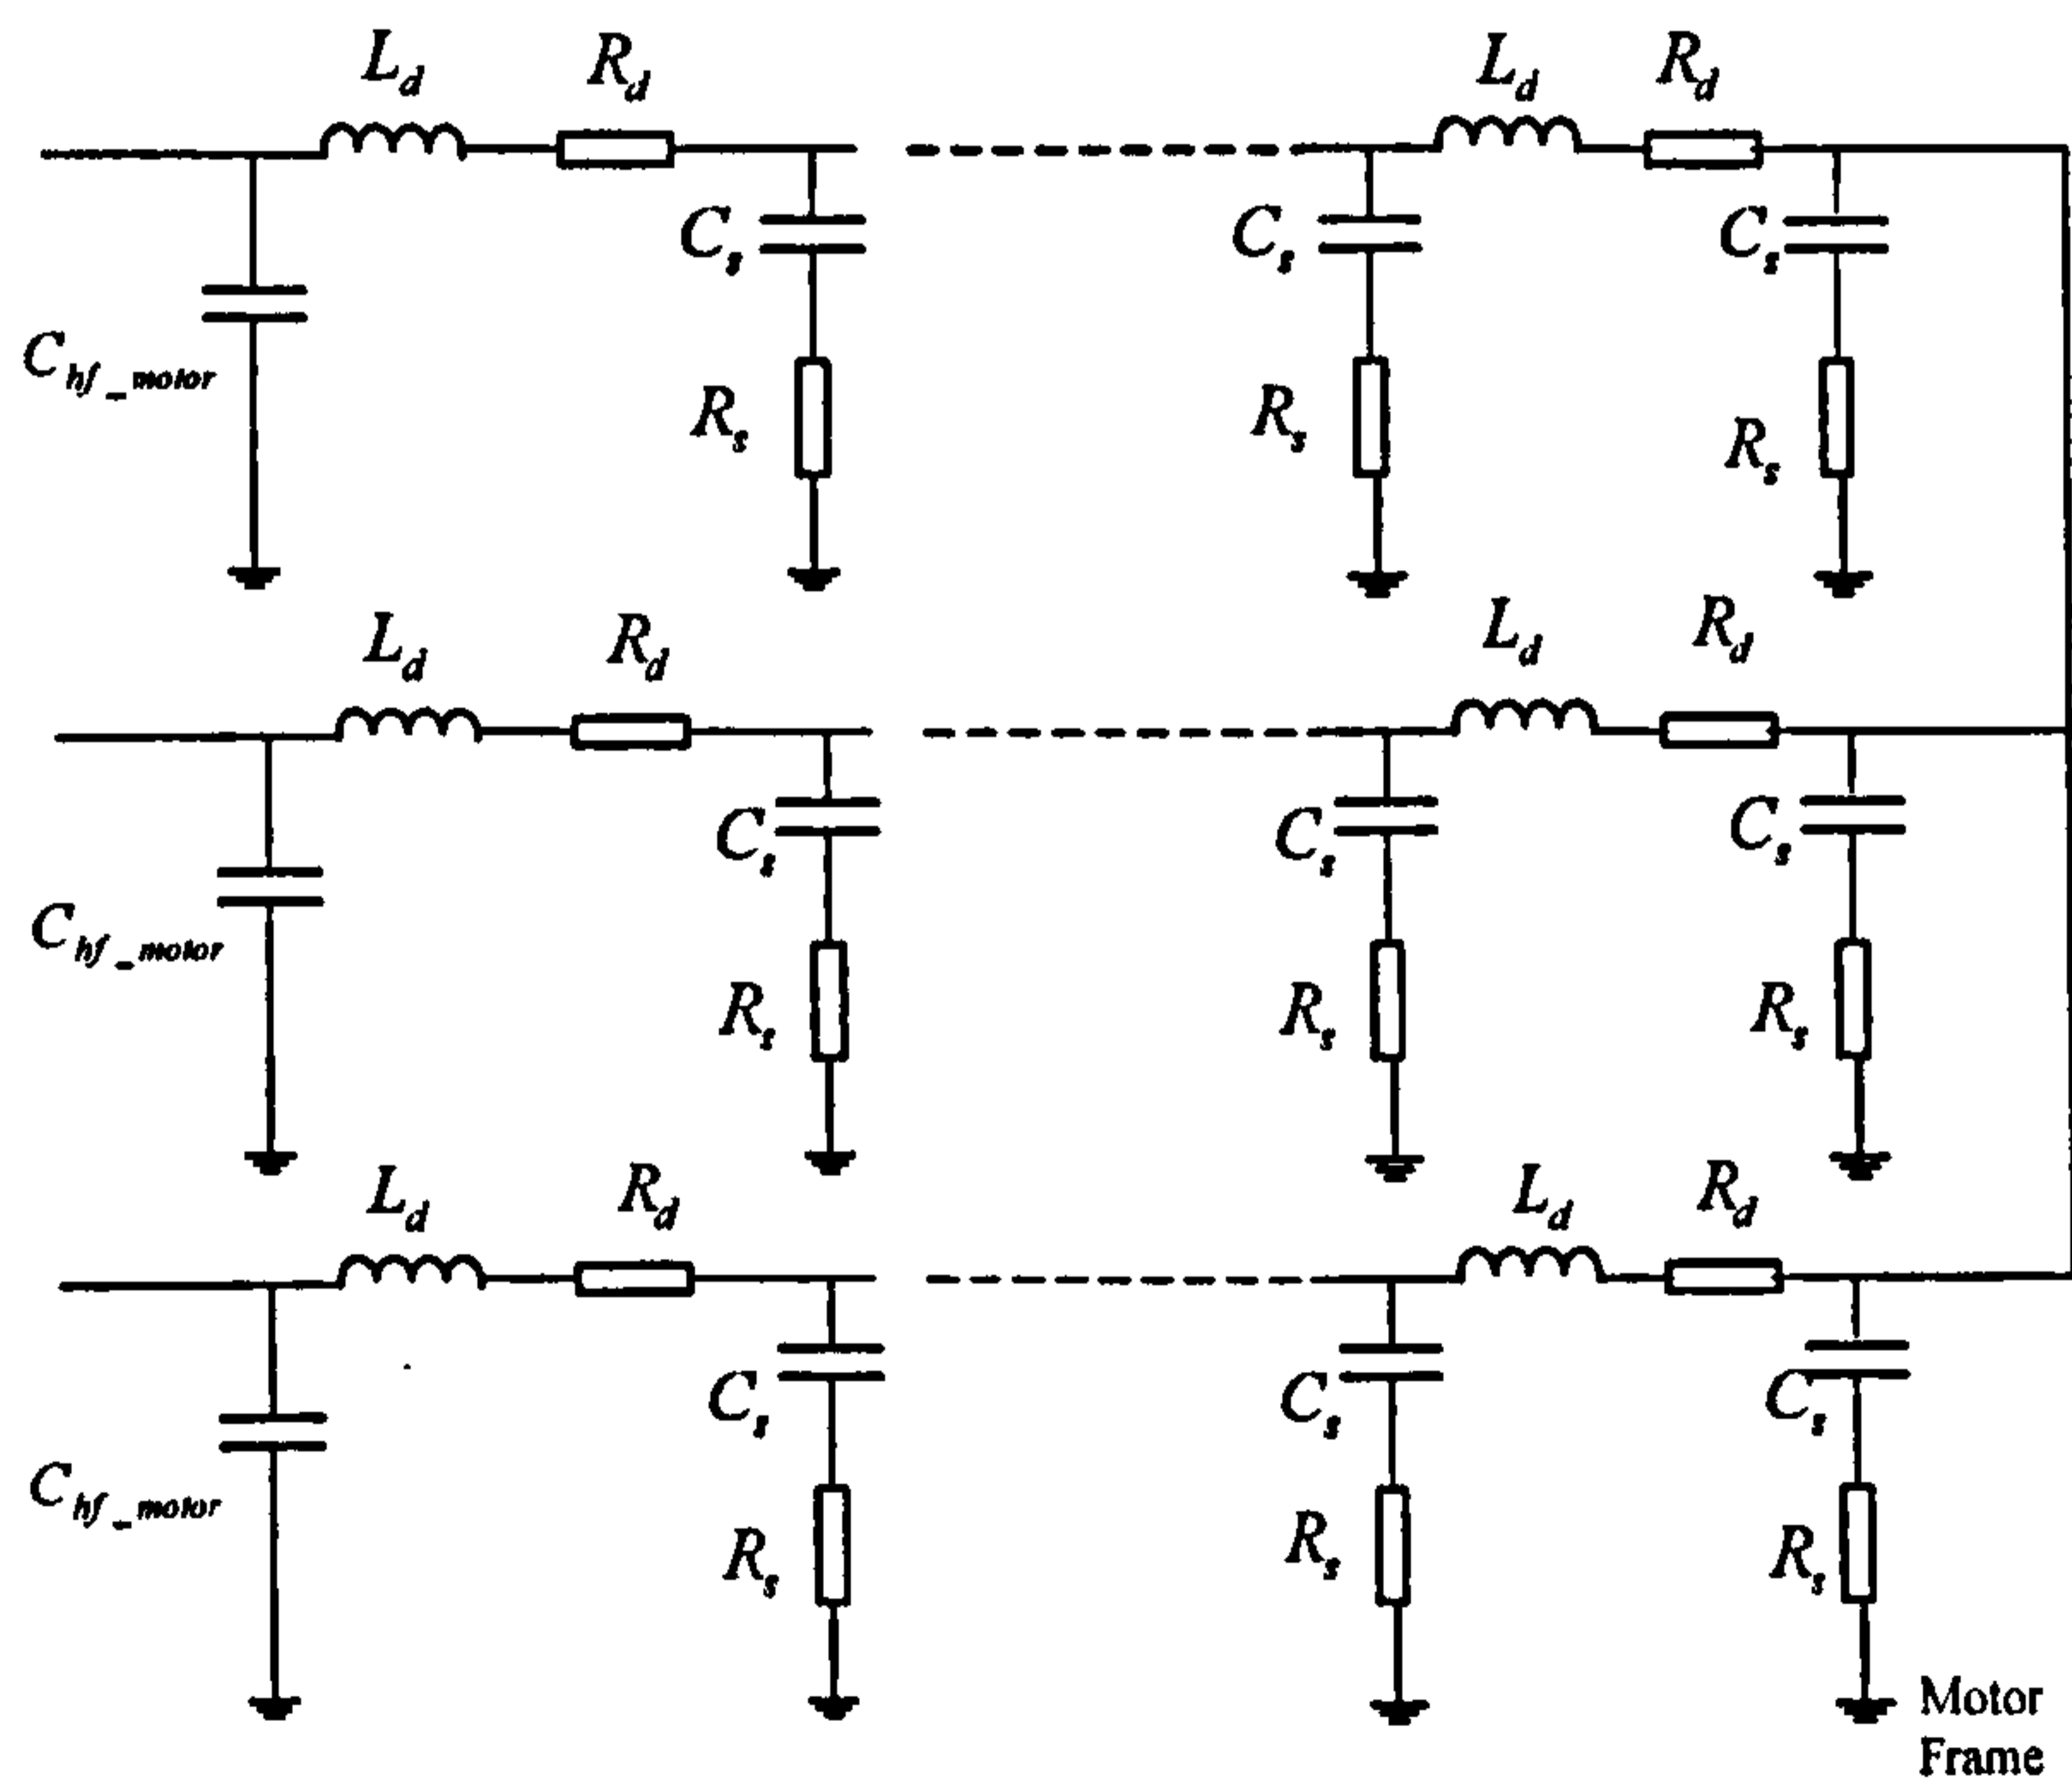 L_d R_d L_d R_d
C_s C_s C_s
C_hf_motor
R_s R_s R_s
L_d R_d L_d R_d
C_s C_s C_s
C_hf_motor
R_s R_s R_s
L_d R_d L_d R_d
C_s C_s C_s
C_hf_motor
R_s R_s R_s
Motor
Frame